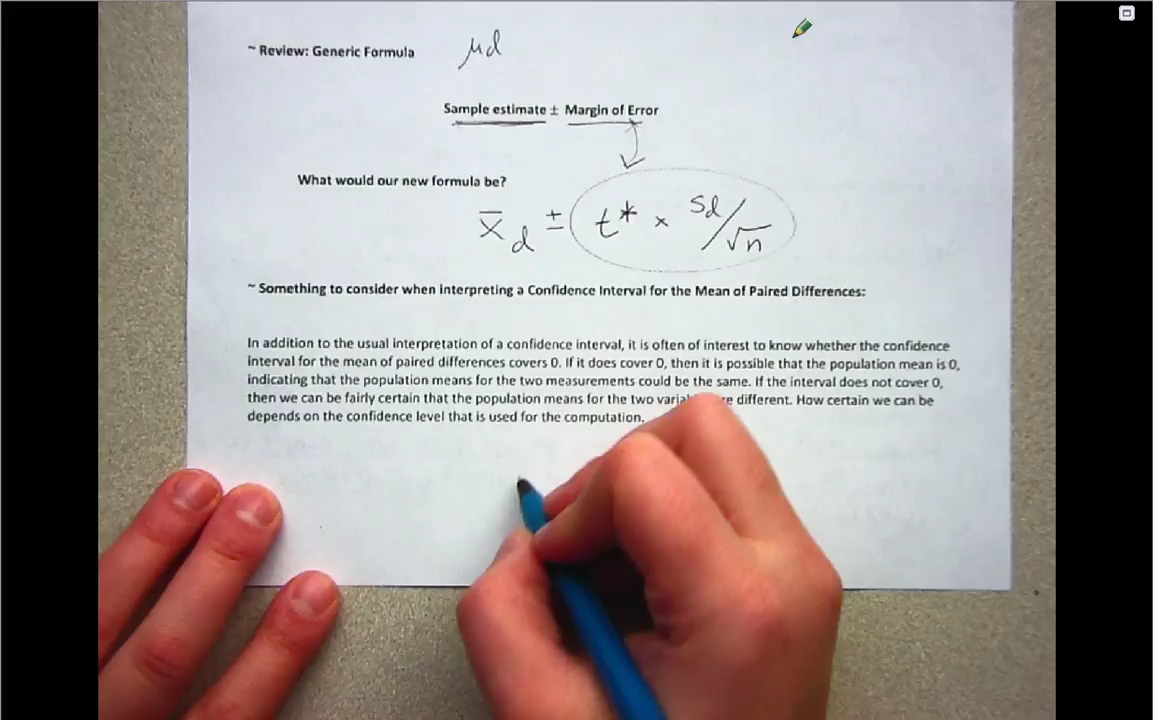 ~ Review: Generic Formula μd
Sample estimate ± Margin of Error
What would our new formula be?
x̄d ± t* × sd/√n
~ Something to consider when interpreting a Confidence Interval for the Mean of Paired Differences:
In addition to the usual interpretation of a confidence interval, it is often of interest to know whether the confidence
interval for the mean of paired differences covers 0. If it does cover 0, then it is possible that the population mean is 0,
indicating that the population means for the two measurements could be the same. If the interval does not cover 0,
then we can be fairly certain that the population means for the two different. How certain we can be
depends on the confidence level that is used for the computation.